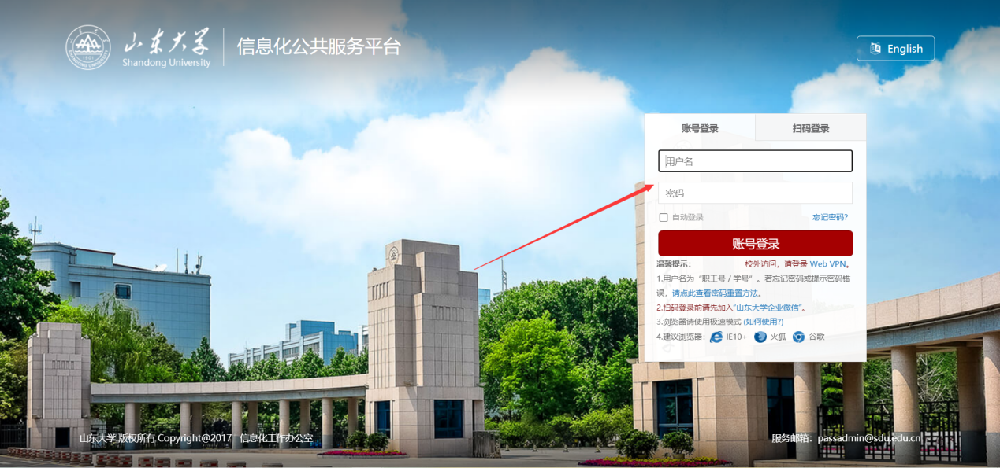 山东大学
Shandong University
信息化公共服务平台
English
账号登录
扫码登录
用户名
密码
自动登录
忘记密码?
账号登录
温馨提示：
校外访问，请登录 Web VPN。
1.用户名为“职工号 / 学号”。若忘记密码或提示密码错
误，请点此查看密码重置方法。
2.扫码登录前请先加入“山东大学企业微信”。
3.浏览器请使用极速模式 (如何使用?)
4.建议浏览器： IE10+ 火狐 谷歌
山东大学 版权所有 Copyright@2017 信息化工作办公室
服务邮箱：passadmin@sdu.edu.cn